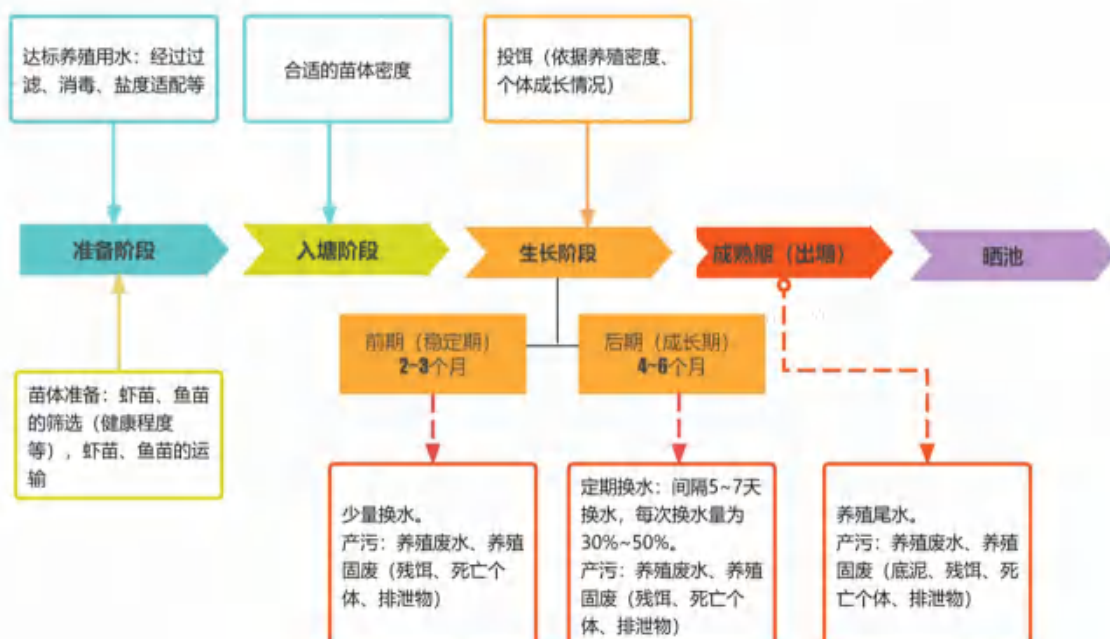 达标养殖用水：经过过
滤、消毒、盐度适配等
合适的苗体密度
投饵（依据养殖密度、
个体成长情况）
准备阶段
入塘阶段
生长阶段
成熟期（出塘）
晒池
前期（稳定期）
2~3个月
后期（成长期）
4~6个月
苗体准备：虾苗、鱼苗
的筛选（健康程度
等），虾苗、鱼苗的运
输
少量换水。
产污：养殖废水、养殖
固废（残饵、死亡个
体、排泄物）
定期换水：间隔5~7天
换水，每次换水量为
30%~50%。
产污：养殖废水、养殖
固废（残饵、死亡个
体、排泄物）
养殖尾水。
产污：养殖废水、养殖
固废（底泥、残饵、死
亡个体、排泄物）